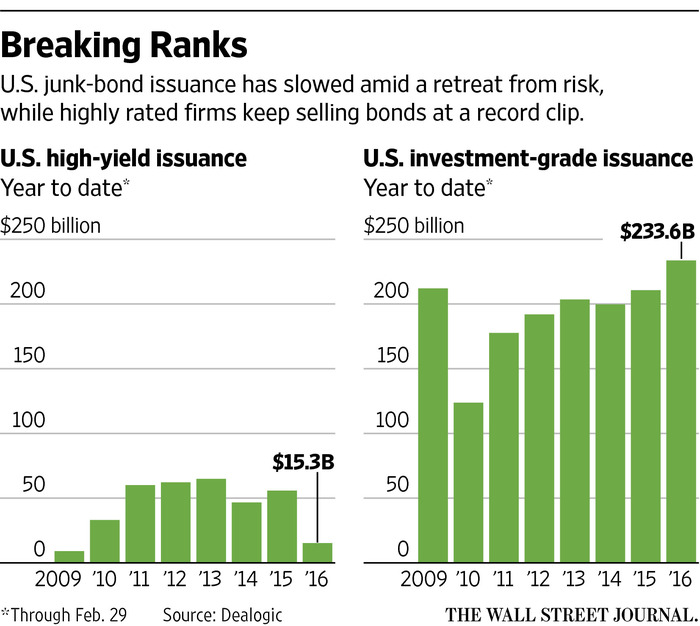 Breaking Ranks
U.S. junk-bond issuance has slowed amid a retreat from risk,
while highly rated firms keep selling bonds at a record clip.
U.S. high-yield issuance
Year to date*
$250 billion
200
150
100
50
0
$15.3B
2009 ’10 ’11 ’12 ’13 ’14 ’15 ’16
U.S. investment-grade issuance
Year to date*
$250 billion
$233.6B
200
150
100
50
0
2009 ’10 ’11 ’12 ’13 ’14 ’15 ’16
*Through Feb. 29 Source: Dealogic
THE WALL STREET JOURNAL.